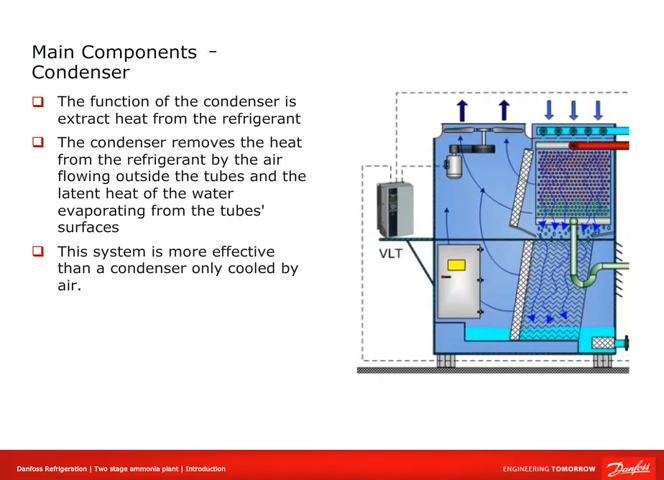 Main Components –
Condenser
The function of the condenser is
extract heat from the refrigerant
The condenser removes the heat
from the refrigerant by the air
flowing outside the tubes and the
latent heat of the water
evaporating from the tubes'
surfaces
This system is more effective
than a condenser only cooled by
air.
VLT
Danfoss Refrigeration | Two stage ammonia plant | Introduction
ENGINEERING TOMORROW
Danfoss